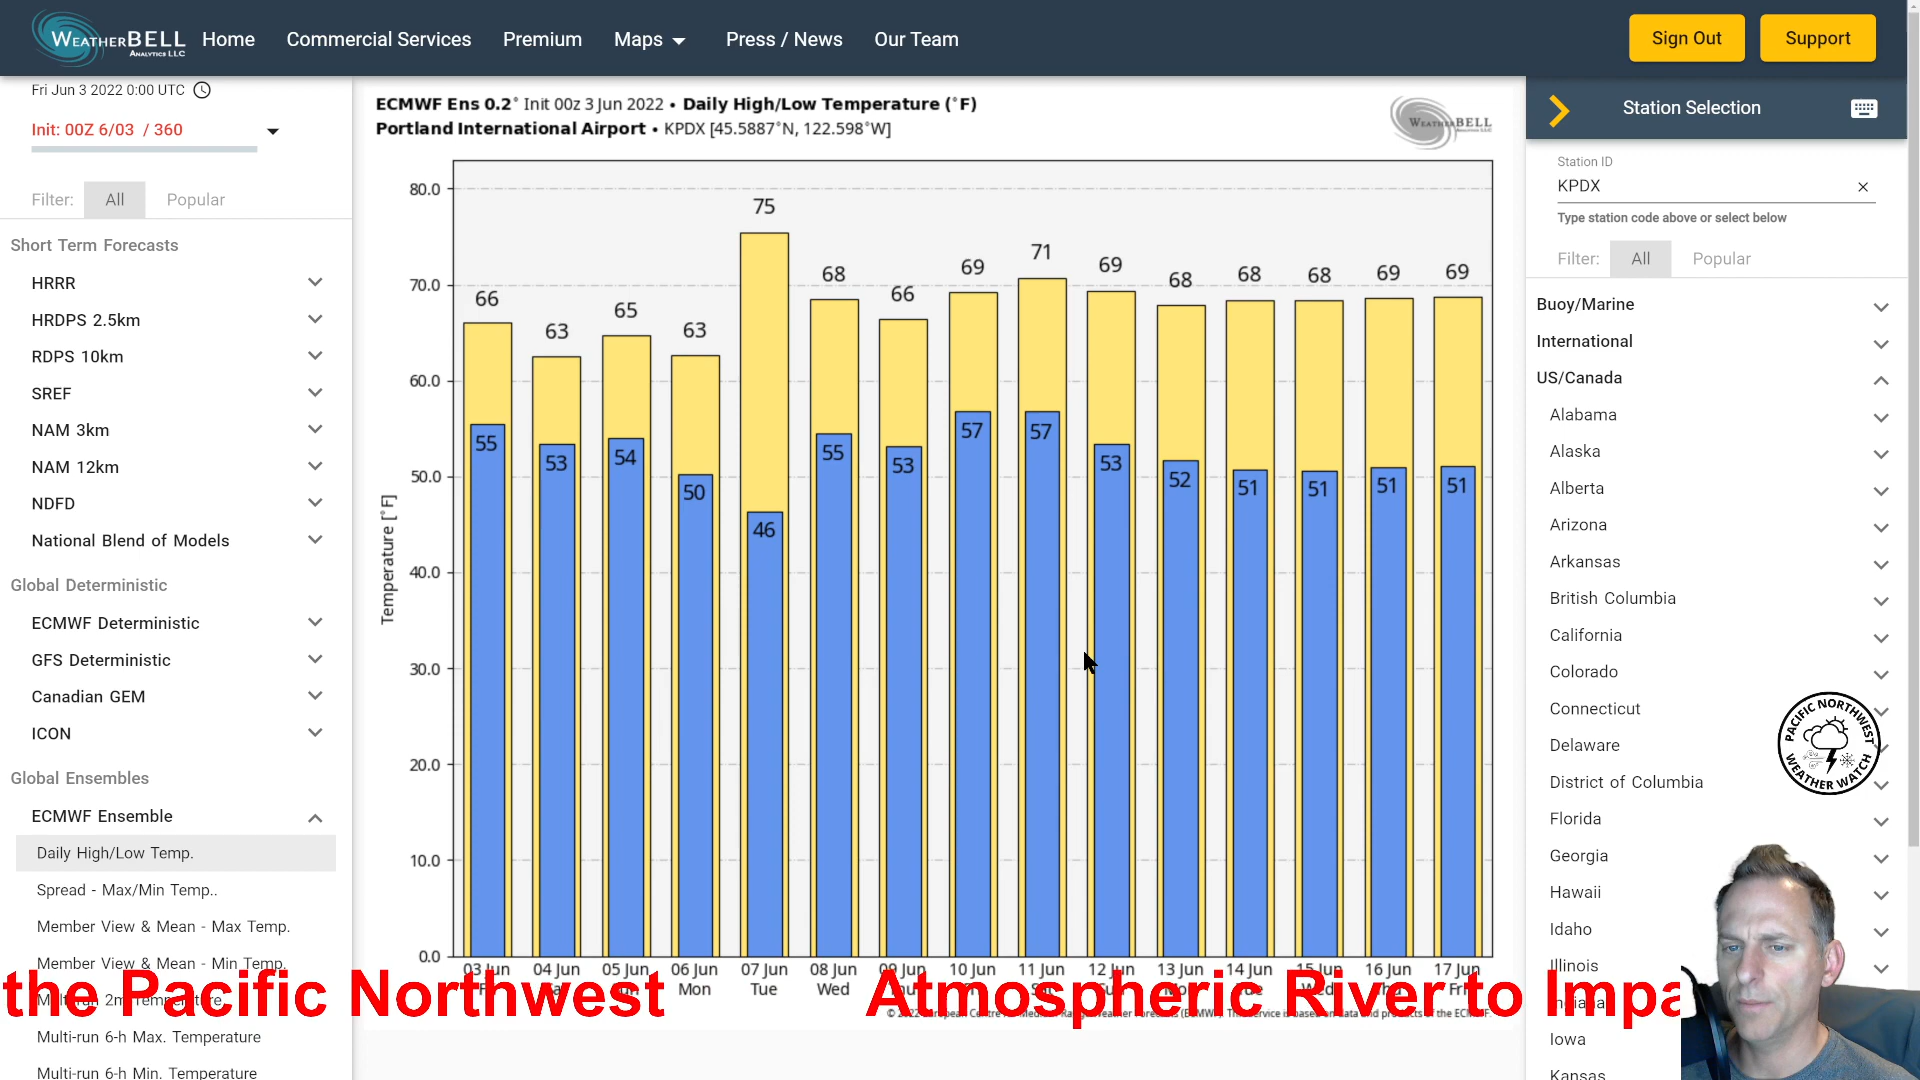 WEATHERBELL
ANALYTICS LLC
Home
Commercial Services
Premium
Maps
Press / News
Our Team
Sign Out
Support
Fri Jun 3 2022 0:00 UTC
Init: 00Z 6/03 / 360
Filter:
All
Popular
Short Term Forecasts
HRRR
HRDPS 2.5km
RDPS 10km
SREF
NAM 3km
NAM 12km
NDFD
National Blend of Models
Global Deterministic
ECMWF Deterministic
GFS Deterministic
Canadian GEM
ICON
Global Ensembles
ECMWF Ensemble
Daily High/Low Temp.
Spread - Max/Min Temp..
Member View & Mean - Max Temp.
Member View & Mean - Min Temp.
Multi-run 2m Temperature
Multi-run 6-h Max. Temperature
Multi-run 6-h Min. Temperature
ECMWF Ens 0.2° Init 00z 3 Jun 2022 • Daily High/Low Temperature (°F)
Portland International Airport • KPDX [45.5887°N, 122.598°W]
WEATHERBELL
80.0
70.0
60.0
50.0
40.0
30.0
20.0
10.0
0.0
Temperature [°F]
66 63 65 63 75 68 66 69 71 69 68 68 68 69 69
55 53 54 50 46 55 53 57 57 53 52 51 51 51 51
03 Jun 04 Jun 05 Jun 06 Jun 07 Jun 08 Jun 09 Jun 10 Jun 11 Jun 12 Jun 13 Jun 14 Jun 15 Jun 16 Jun 17 Jun
Mon Tue Wed
the Pacific Northwest Atmospheric River to Impa
Station Selection
Station ID
KPDX
Type station code above or select below
Filter:
All
Popular
Buoy/Marine
International
US/Canada
Alabama
Alaska
Alberta
Arizona
Arkansas
British Columbia
California
Colorado
Connecticut
Delaware
District of Columbia
Florida
Georgia
Hawaii
Idaho
Illinois
Indiana
Iowa
Kansas
PACIFIC NORTHWEST
WEATHER WATCH